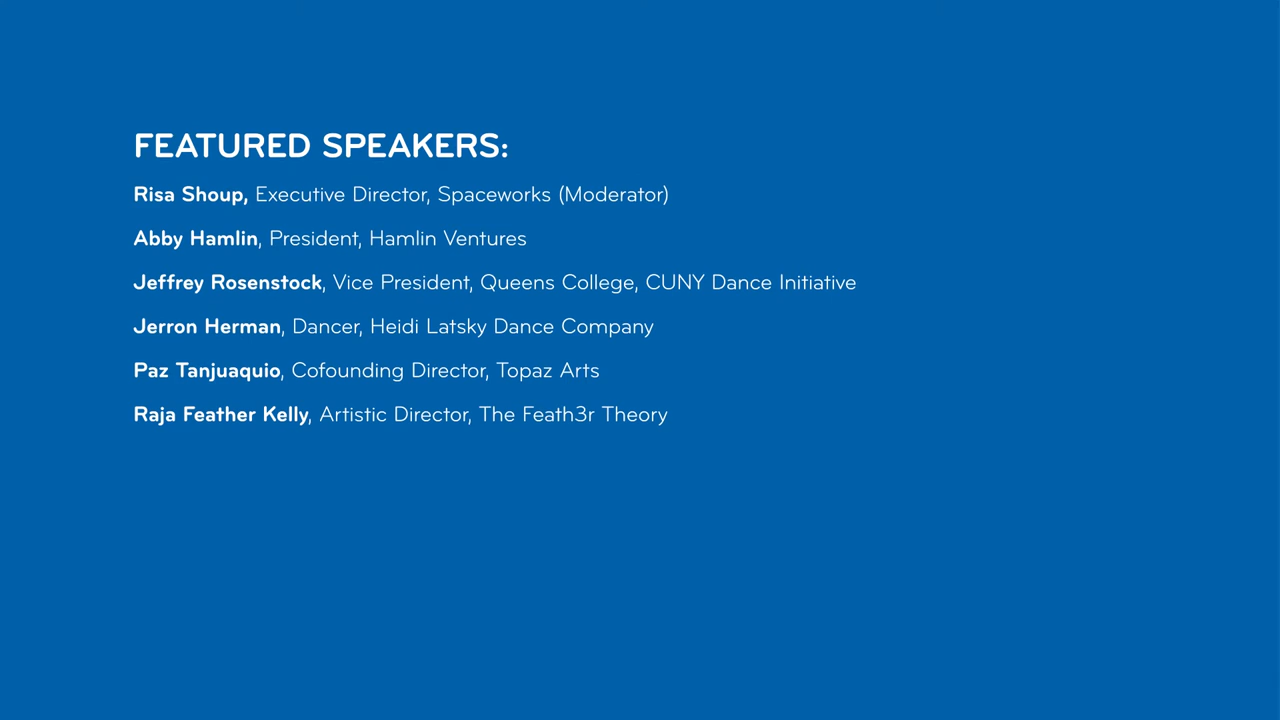 FEATURED SPEAKERS:
Risa Shoup, Executive Director, Spaceworks (Moderator)
Abby Hamlin, President, Hamlin Ventures
Jeffrey Rosenstock, Vice President, Queens College, CUNY Dance Initiative
Jerron Herman, Dancer, Heidi Latsky Dance Company
Paz Tanjuaquio, Cofounding Director, Topaz Arts
Raja Feather Kelly, Artistic Director, The Feath3r Theory